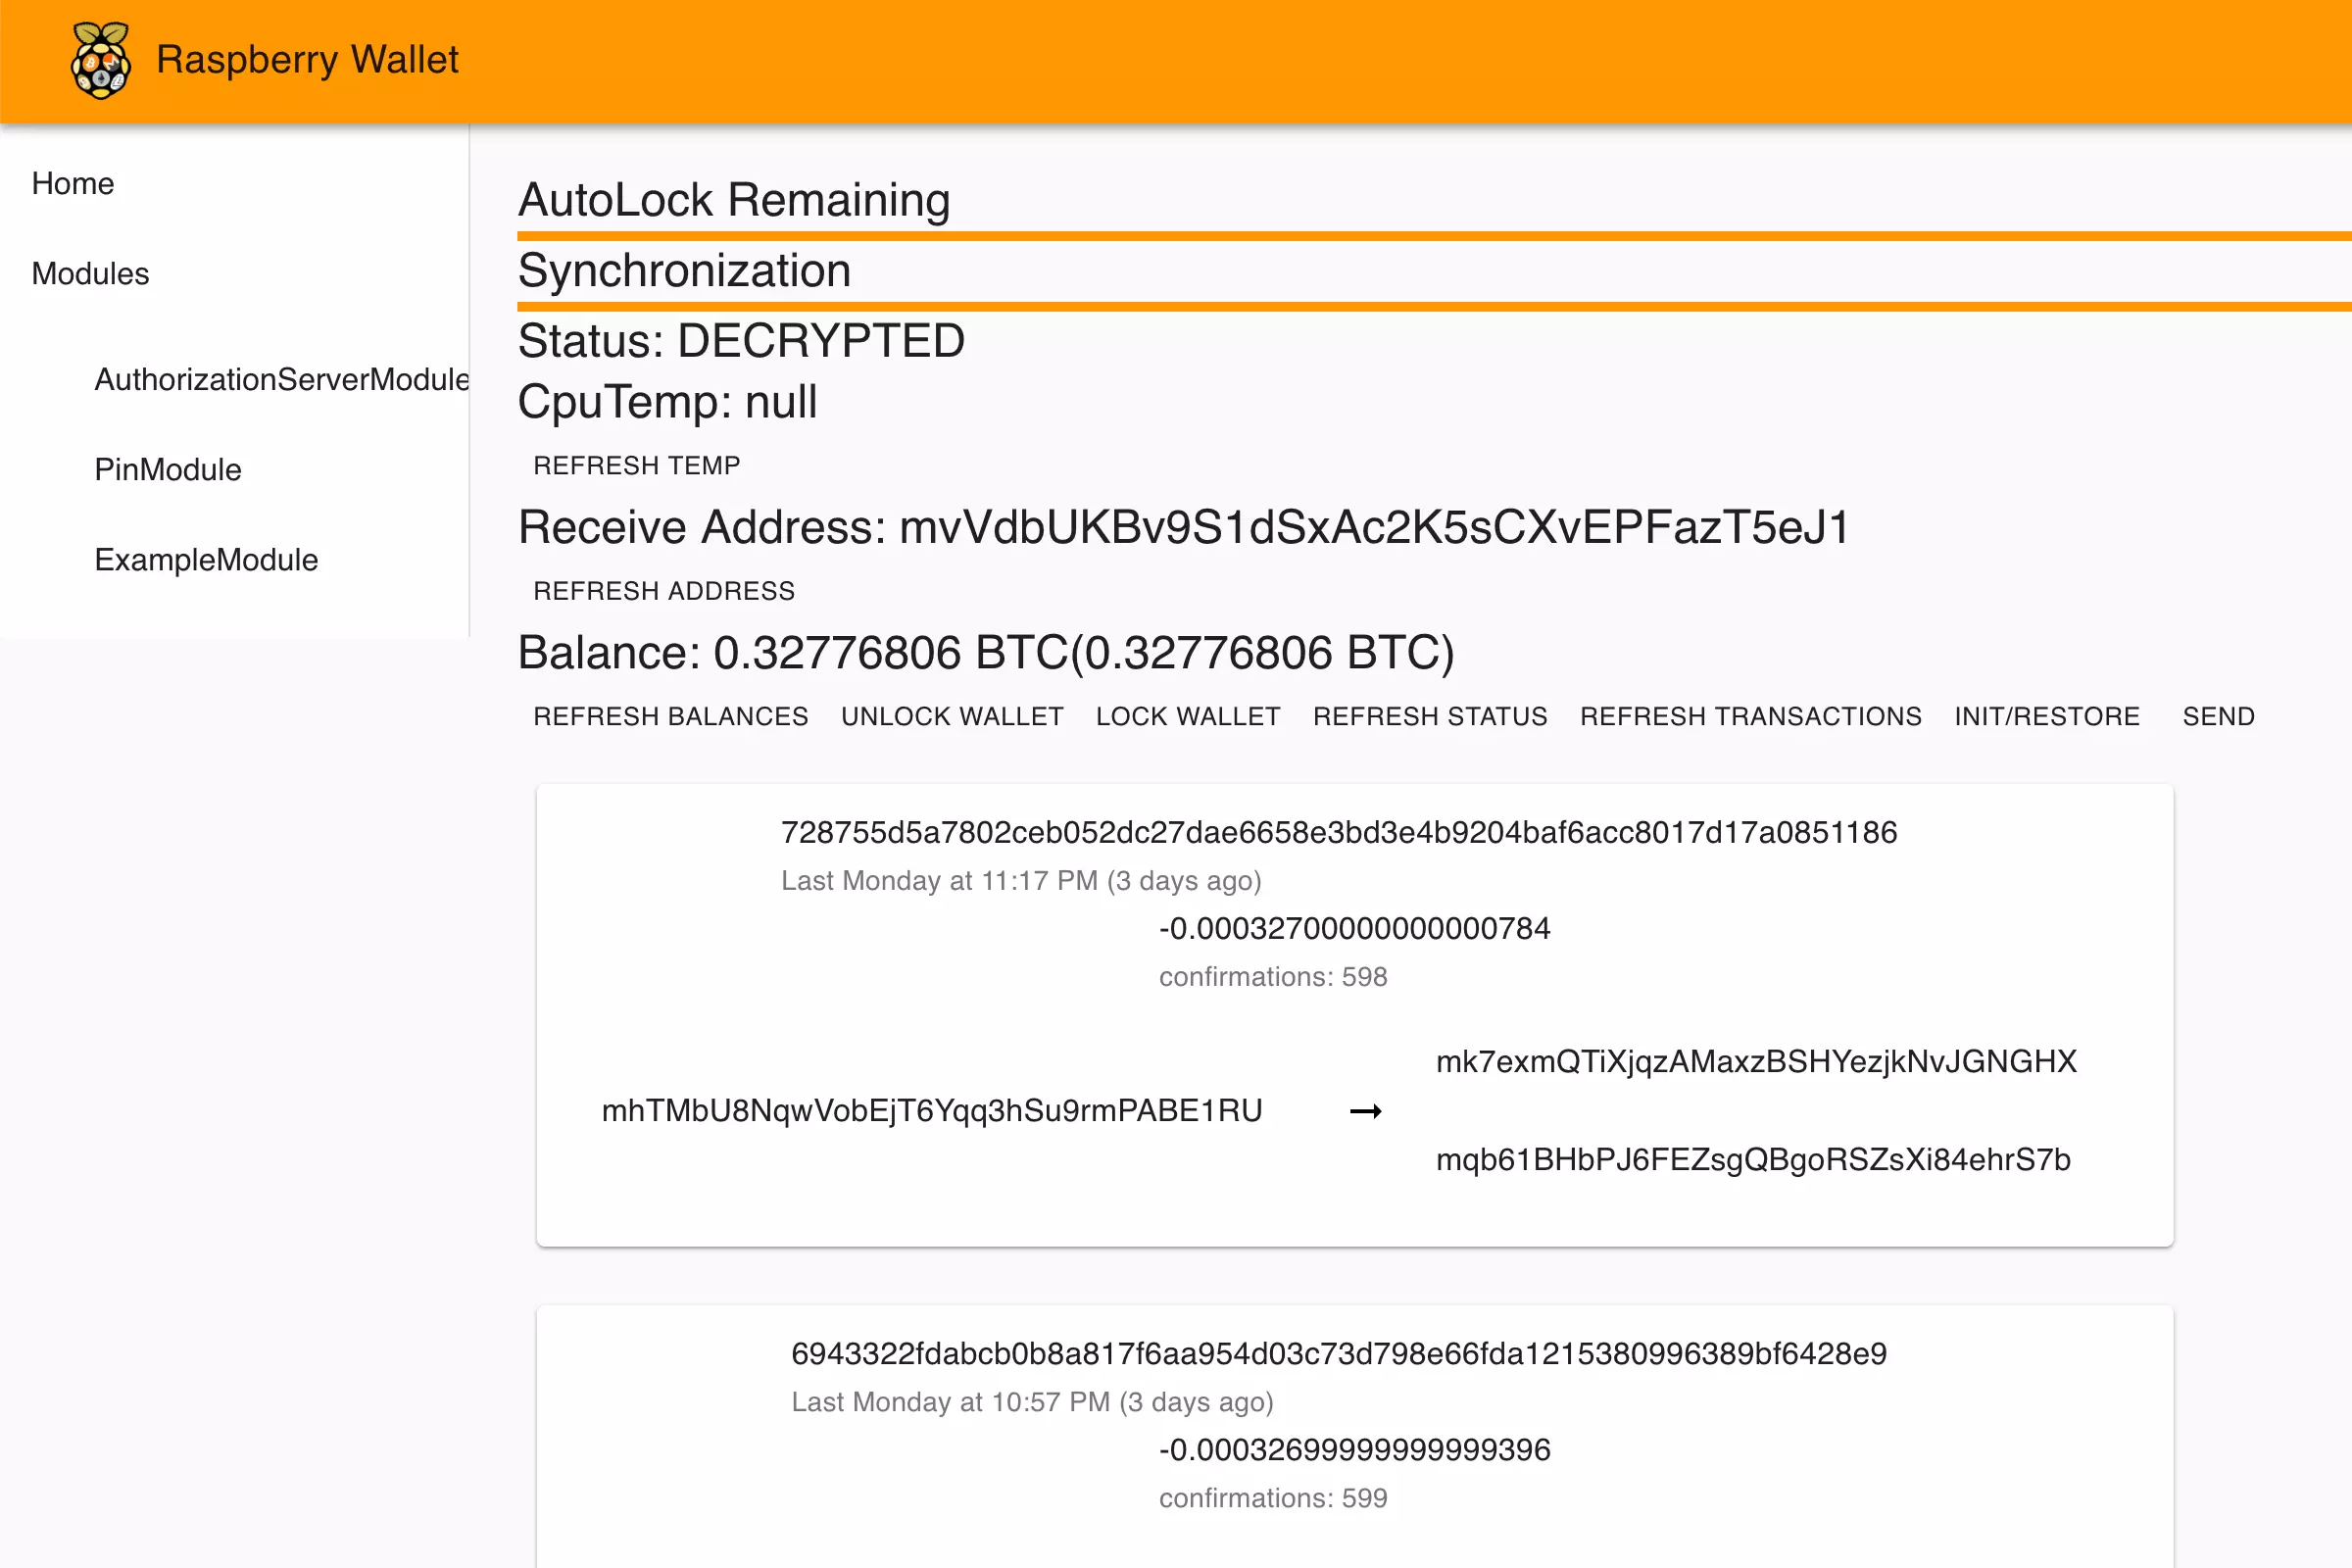 Raspberry Wallet
Home
Modules
AuthorizationServerModule
PinModule
ExampleModule
AutoLock Remaining
Synchronization
Status: DECRYPTED
CpuTemp: null
REFRESH TEMP
Receive Address: mvVdbUKBv9S1dSxAc2K5sCXvEPFazT5eJ1
REFRESH ADDRESS
Balance: 0.32776806 BTC(0.32776806 BTC)
REFRESH BALANCES UNLOCK WALLET LOCK WALLET REFRESH STATUS REFRESH TRANSACTIONS INIT/RESTORE SEND
728755d5a7802ceb052dc27dae6658e3bd3e4b9204baf6acc8017d17a0851186
Last Monday at 11:17 PM (3 days ago)
-0.00032700000000000784
confirmations: 598
mk7exmQTiXjqzAMaxzBSHYezjkNvJGNGHX
mhTMbU8NqwVobEjT6Yqq3hSu9rmPABE1RU →
mqb61BHbPJ6FEZsgQBgoRSZsXi84ehrS7b
6943322fdabcb0b8a817f6aa954d03c73d798e66fda1215380996389bf6428e9
Last Monday at 10:57 PM (3 days ago)
-0.00032699999999999396
confirmations: 599